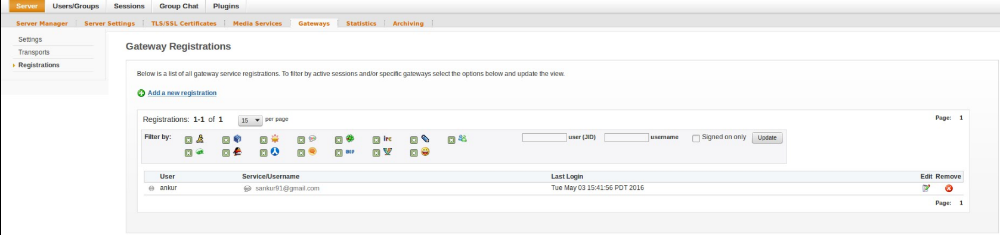 Server Users/Groups Sessions Group Chat Plugins
Server Manager Server Settings TLS/SSL Certificates Media Services Gateways Statistics Archiving
Settings
Transports
Registrations
Gateway Registrations
Below is a list of all gateway service registrations. To filter by active sessions and/or specific gateways select the options below and update the view.
Add a new registration
Registrations: 1-1 of 1 15 per page Page: 1
Filter by: irc user (JID) username Signed on only Update
User Service/Username Last Login Edit Remove
ankur sankur91@gmail.com Tue May 03 15:41:56 PDT 2016
Page: 1